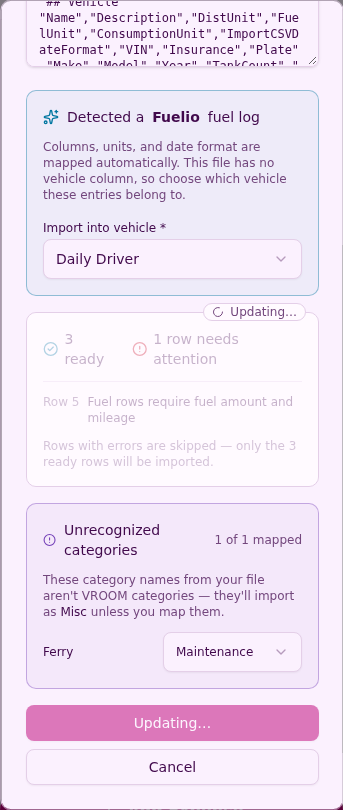 ## Vehicle
"Name","Description","DistUnit","Fue
lUnit","ConsumptionUnit","ImportCSVD
ateFormat","VIN","Insurance","Plate"
,"Make","Model","Year","TankCount","
Detected a Fuelio fuel log
Columns, units, and date format are
mapped automatically. This file has no
vehicle column, so choose which vehicle
these entries belong to.
Import into vehicle *
Daily Driver
Updating…
3 ready
1 row needs attention
Row 5 Fuel rows require fuel amount and
mileage
Rows with errors are skipped — only the 3
ready rows will be imported.
Unrecognized categories
1 of 1 mapped
These category names from your file
aren't VROOM categories — they'll import
as Misc unless you map them.
Ferry
Maintenance
Updating…
Cancel